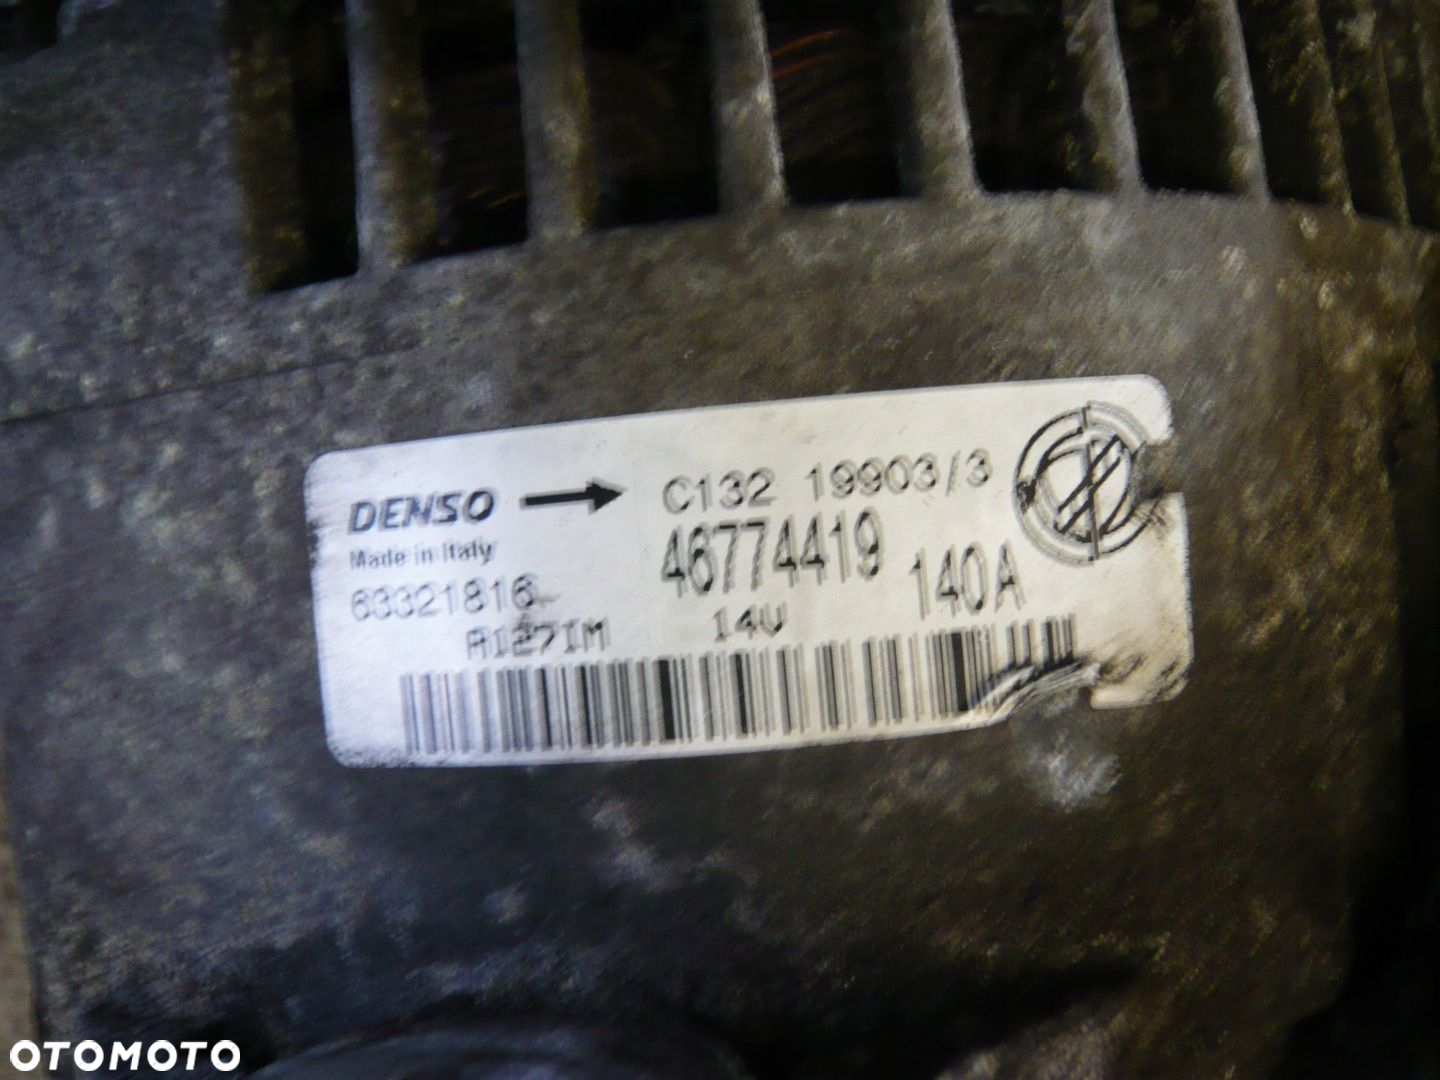 DENSO → C132 19903/3
Made in Italy 46774419
63321816 140A
A127IM 14V
OTOMOTO